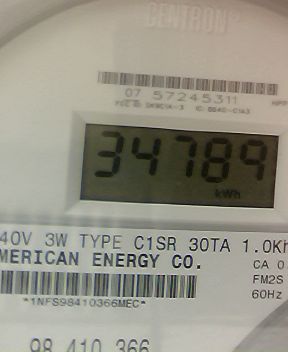 CENTRON®
07 57245311
34789
kWh
40V 3W TYPE C1SR 30TA 1.0Kh
MERICAN ENERGY CO.
CA 0.
FM2S
60Hz
*1NFS98410366MEC*
98 410 366